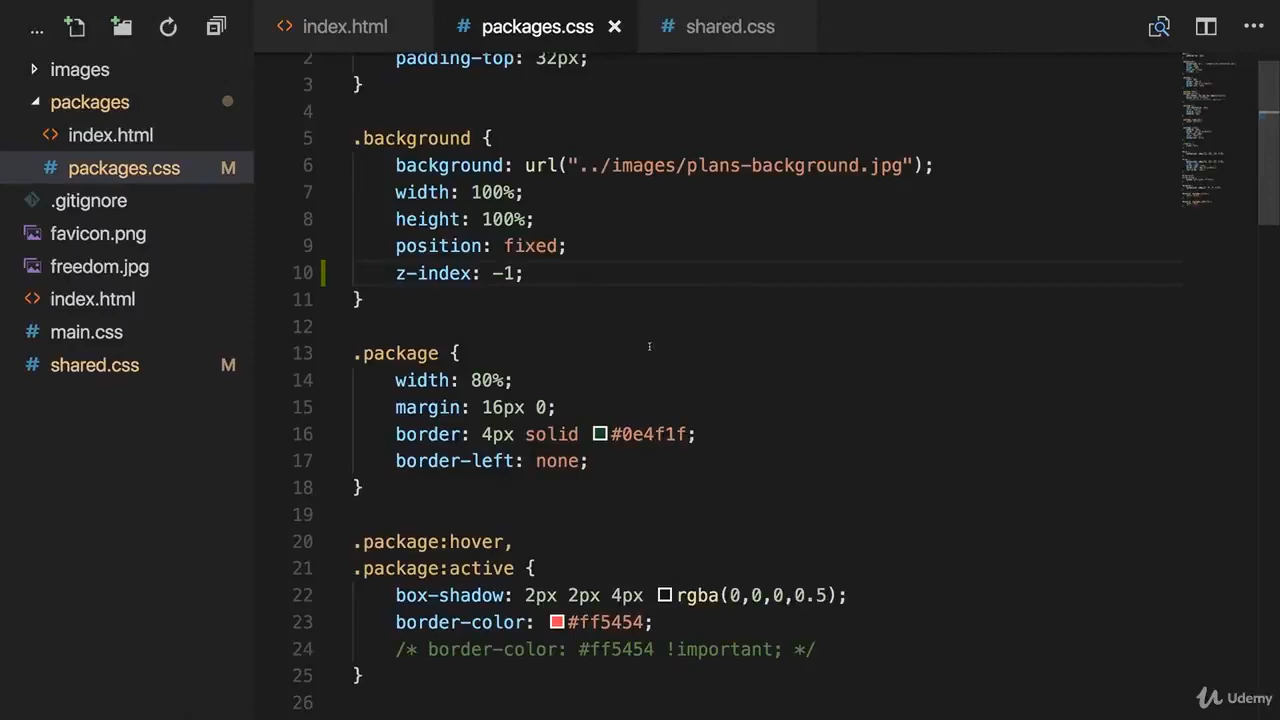 ...
index.html
packages.css
shared.css
...
images
packages
index.html
packages.css M
.gitignore
favicon.png
freedom.jpg
index.html
main.css
shared.css M
2 padding-top: 32px;
3 }
4
5 .background {
6 background: url("../images/plans-background.jpg");
7 width: 100%;
8 height: 100%;
9 position: fixed;
10 z-index: -1;
11 }
12
13 .package {
14 width: 80%;
15 margin: 16px 0;
16 border: 4px solid #0e4f1f;
17 border-left: none;
18 }
19
20 .package:hover,
21 .package:active {
22 box-shadow: 2px 2px 4px rgba(0,0,0,0.5);
23 border-color: #ff5454;
24 /* border-color: #ff5454 !important; */
25 }
26
Udemy